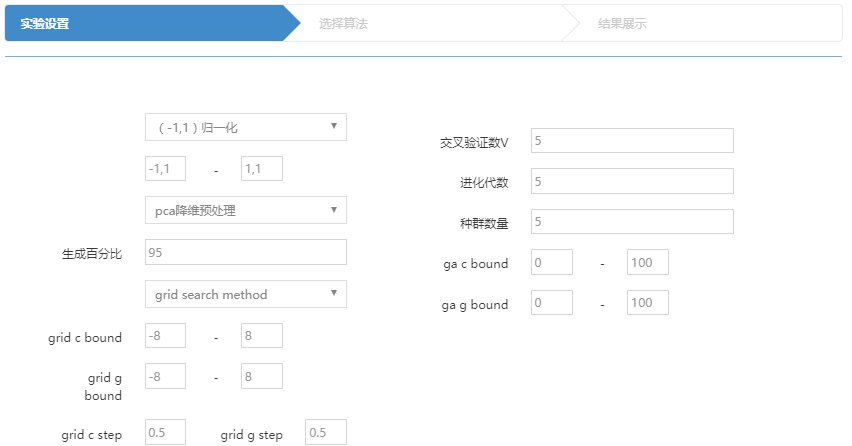 实验设置
选择算法
结果展示
（-1,1）归一化
-1,1 - 1,1
pca降维预处理
生成百分比 95
grid search method
grid c bound -8 - 8
grid g
bound -8 - 8
grid c step 0.5 grid g step 0.5
交叉验证数V 5
进化代数 5
种群数量 5
ga c bound 0 - 100
ga g bound 0 - 100